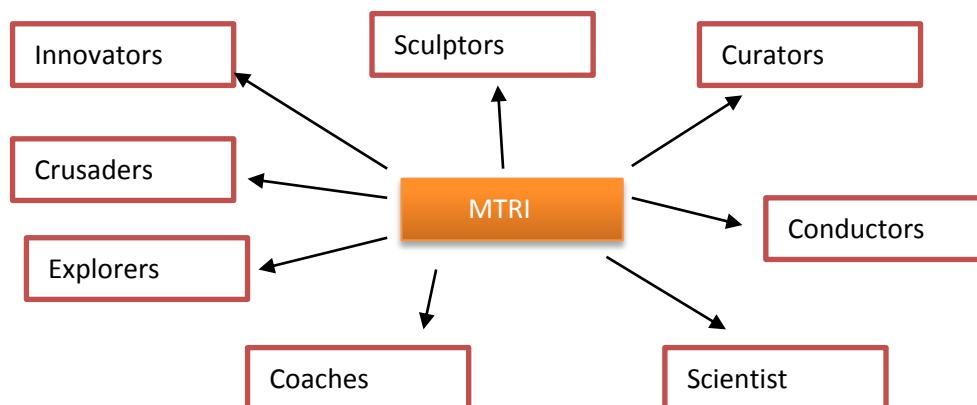 Innovators
Sculptors
Curators
Crusaders
MTRI
Conductors
Explorers
Coaches
Scientist